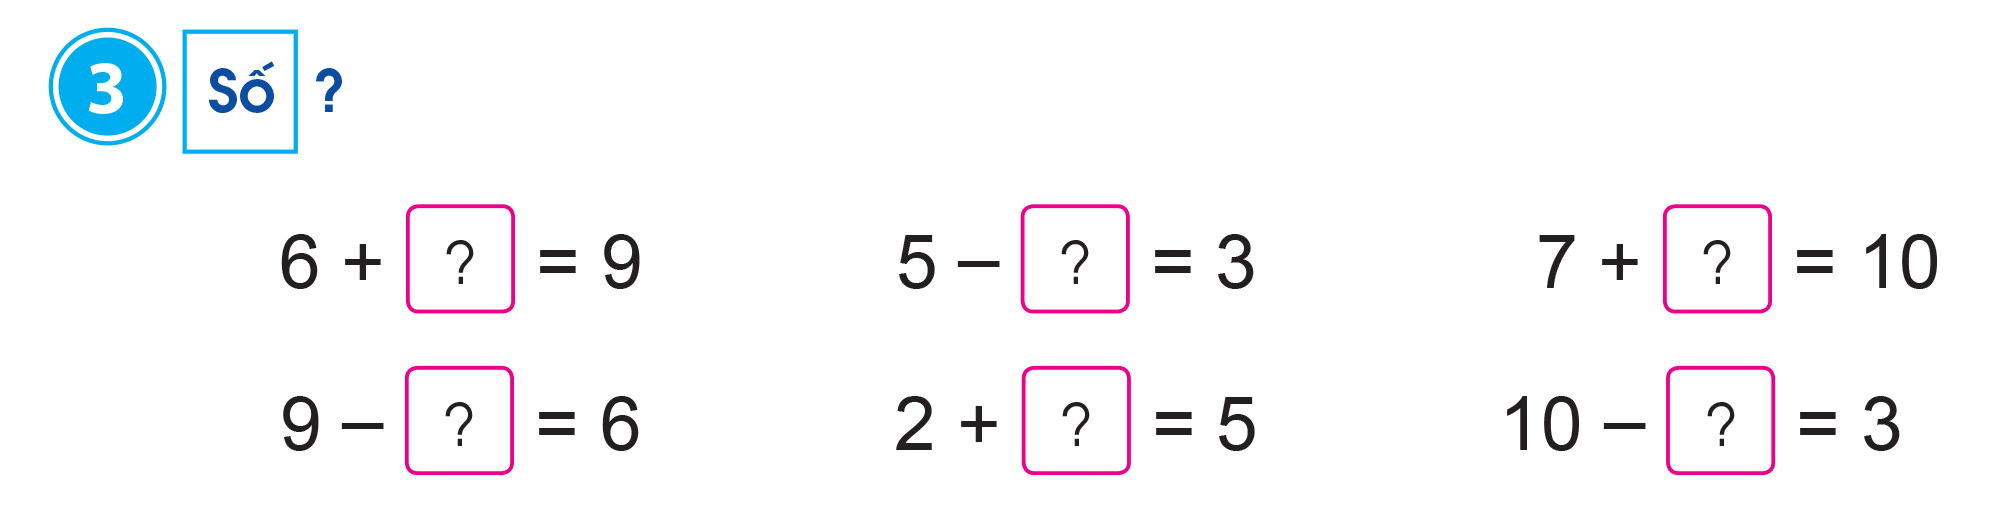 3 Số ?
6 + ? = 9 5 – ? = 3 7 + ? = 10
9 – ? = 6 2 + ? = 5 10 – ? = 3